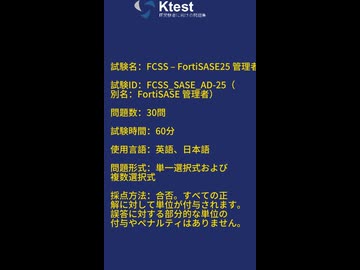 Ktest
試験名：FCSS – FortiSASE25 管理者
試験ID：FCSS_SASE_AD-25（
別名：FortiSASE 管理者）
問題数：30問
試験時間：60分
使用言語：英語、日本語
問題形式：単一選択式および
複数選択式
採点方法：合否。すべての正
解に対して単位が付与されます。
誤答に対する部分的な単位の
付与やペナルティはありません。